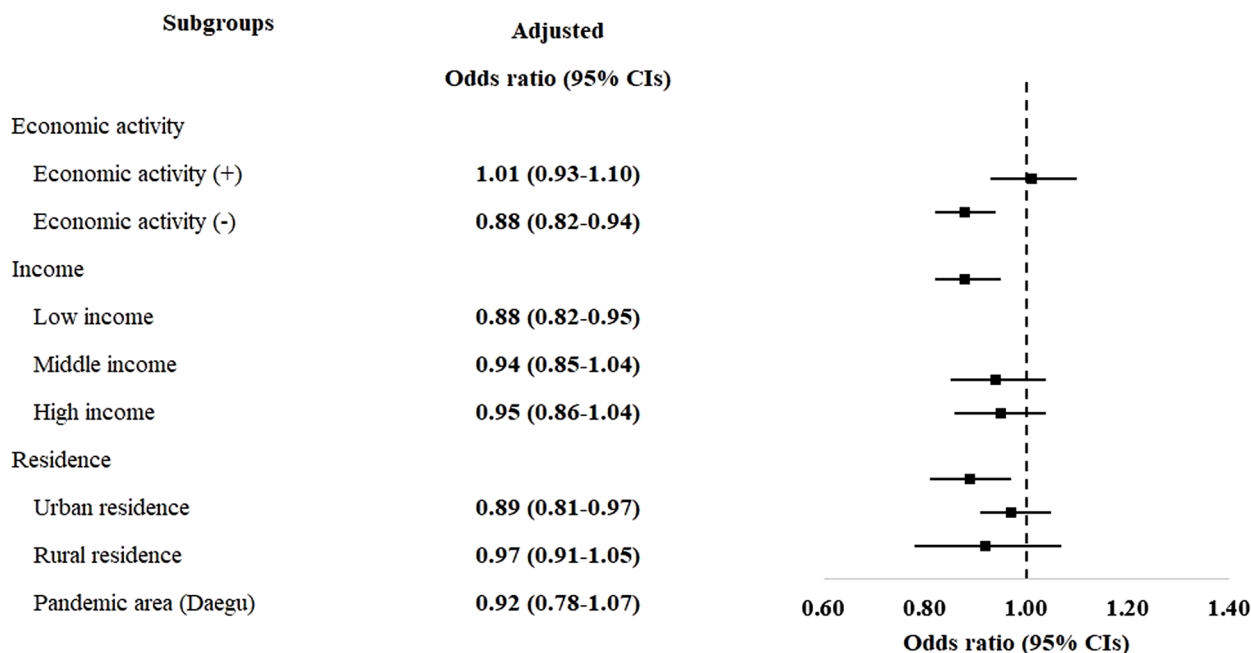 Subgroups Adjusted
Odds ratio (95% CIs)
Economic activity
Economic activity (+) 1.01 (0.93-1.10)
Economic activity (-) 0.88 (0.82-0.94)
Income
Low income 0.88 (0.82-0.95)
Middle income 0.94 (0.85-1.04)
High income 0.95 (0.86-1.04)
Residence
Urban residence 0.89 (0.81-0.97)
Rural residence 0.97 (0.91-1.05)
Pandemic area (Daegu) 0.92 (0.78-1.07)
0.60 0.80 1.00 1.20 1.40
Odds ratio (95% CIs)